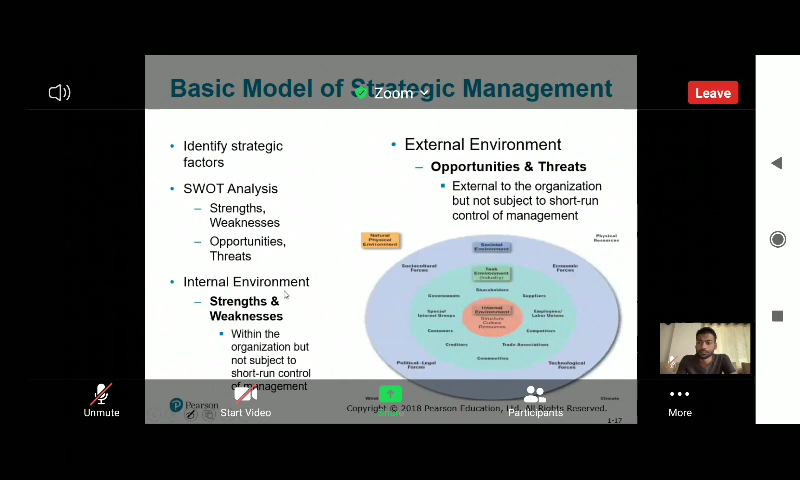 Basic Model of Strategic Management
Zoom
Leave
• Identify strategic
factors
• SWOT Analysis
– Strengths,
Weaknesses
– Opportunities,
Threats
• Internal Environment
– Strengths &
Weaknesses
▪ Within the
organization but
not subject to
short-run control
of management
• External Environment
– Opportunities & Threats
▪ External to the organization
but not subject to short-run
control of management
Natural
Physical
Environment
Societal
Environment
Physical
Resources
Sociocultural
Forces
Task
Environment
(Industry)
Economic
Forces
Shareholders
Governments
Suppliers
Special
Interest Groups
Internal
Environment
Structure
Culture
Resources
Employees/
Labor Unions
Customers
Competitors
Creditors
Trade Associations
Communities
Political–Legal
Forces
Technological
Forces
Climate
Pearson
Copyright © 2018 Pearson Education, Ltd. All Rights Reserved.
1-17
Unmute
Start Video
Share
Participants
More